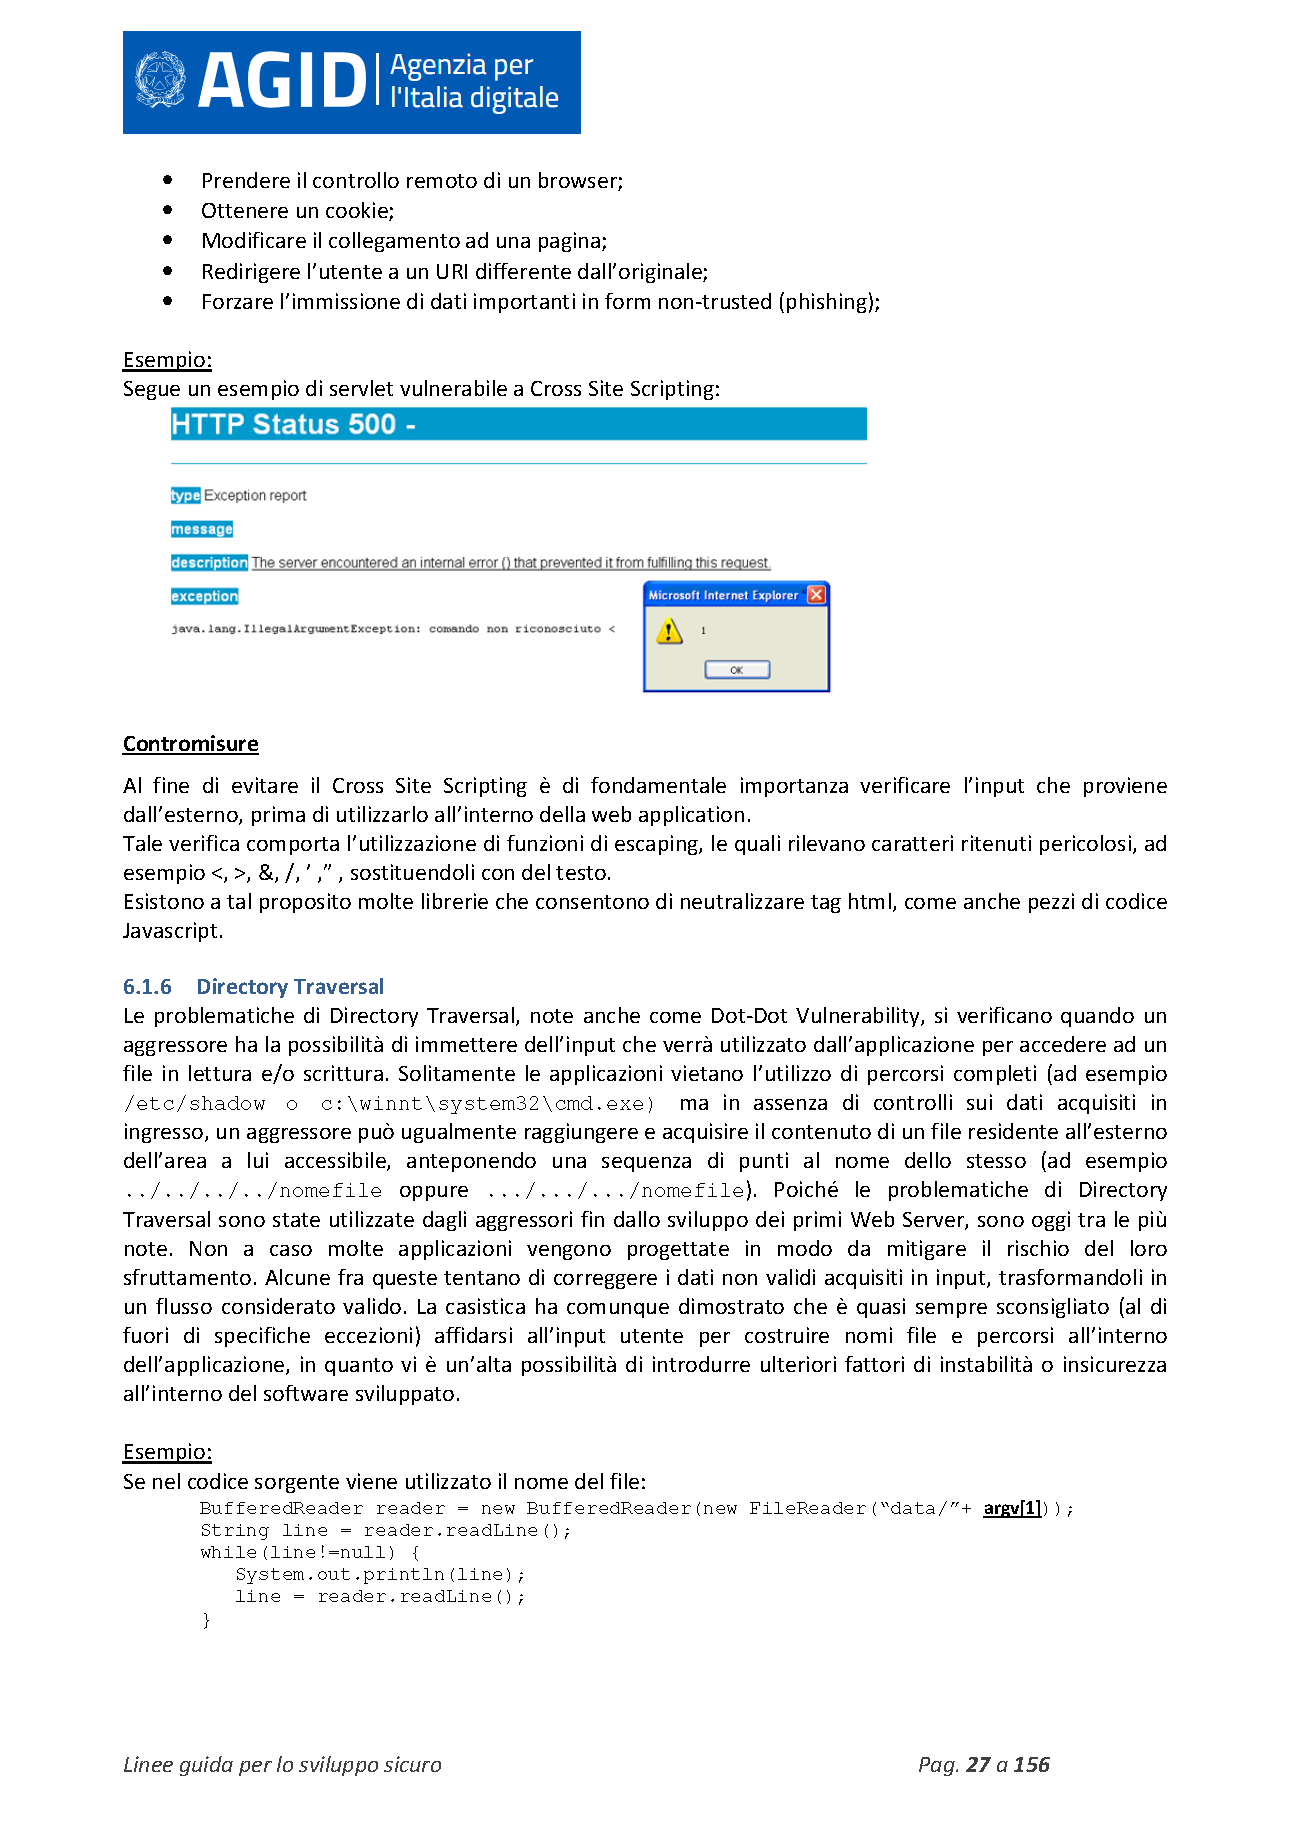 AGID Agenzia per
l'Italia digitale
• Prendere il controllo remoto di un browser;
• Ottenere un cookie;
• Modificare il collegamento ad una pagina;
• Redirigere l’utente a un URI differente dall’originale;
• Forzare l’immissione di dati importanti in form non-trusted (phishing);
Esempio:
Segue un esempio di servlet vulnerabile a Cross Site Scripting:
HTTP Status 500 -
type Exception report
message
description The server encountered an internal error () that prevented it from fulfilling this request.
exception
Microsoft Internet Explorer
java.lang.IllegalArgumentException: comando non riconosciuto <
1
OK
Contromisure
Al fine di evitare il Cross Site Scripting è di fondamentale importanza verificare l’input che proviene
dall’esterno, prima di utilizzarlo all’interno della web application.
Tale verifica comporta l’utilizzazione di funzioni di escaping, le quali rilevano caratteri ritenuti pericolosi, ad
esempio <, >, &, /, ’ ,” , sostituendoli con del testo.
Esistono a tal proposito molte librerie che consentono di neutralizzare tag html, come anche pezzi di codice
Javascript.
6.1.6 Directory Traversal
Le problematiche di Directory Traversal, note anche come Dot-Dot Vulnerability, si verificano quando un
aggressore ha la possibilità di immettere dell’input che verrà utilizzato dall’applicazione per accedere ad un
file in lettura e/o scrittura. Solitamente le applicazioni vietano l’utilizzo di percorsi completi (ad esempio
/etc/shadow o c:\winnt\system32\cmd.exe) ma in assenza di controlli sui dati acquisiti in
ingresso, un aggressore può ugualmente raggiungere e acquisire il contenuto di un file residente all’esterno
dell’area a lui accessibile, anteponendo una sequenza di punti al nome dello stesso (ad esempio
../../../../nomefile oppure .../.../.../nomefile). Poiché le problematiche di Directory
Traversal sono state utilizzate dagli aggressori fin dallo sviluppo dei primi Web Server, sono oggi tra le più
note. Non a caso molte applicazioni vengono progettate in modo da mitigare il rischio del loro
sfruttamento. Alcune fra queste tentano di correggere i dati non validi acquisiti in input, trasformandoli in
un flusso considerato valido. La casistica ha comunque dimostrato che è quasi sempre sconsigliato (al di
fuori di specifiche eccezioni) affidarsi all’input utente per costruire nomi file e percorsi all’interno
dell’applicazione, in quanto vi è un’alta possibilità di introdurre ulteriori fattori di instabilità o insicurezza
all’interno del software sviluppato.
Esempio:
Se nel codice sorgente viene utilizzato il nome del file:
BufferedReader reader = new BufferedReader(new FileReader(“data/”+ argv[1]));
String line = reader.readLine();
while(line!=null) {
System.out.println(line);
line = reader.readLine();
}
Linee guida per lo sviluppo sicuro Pag. 27 a 156